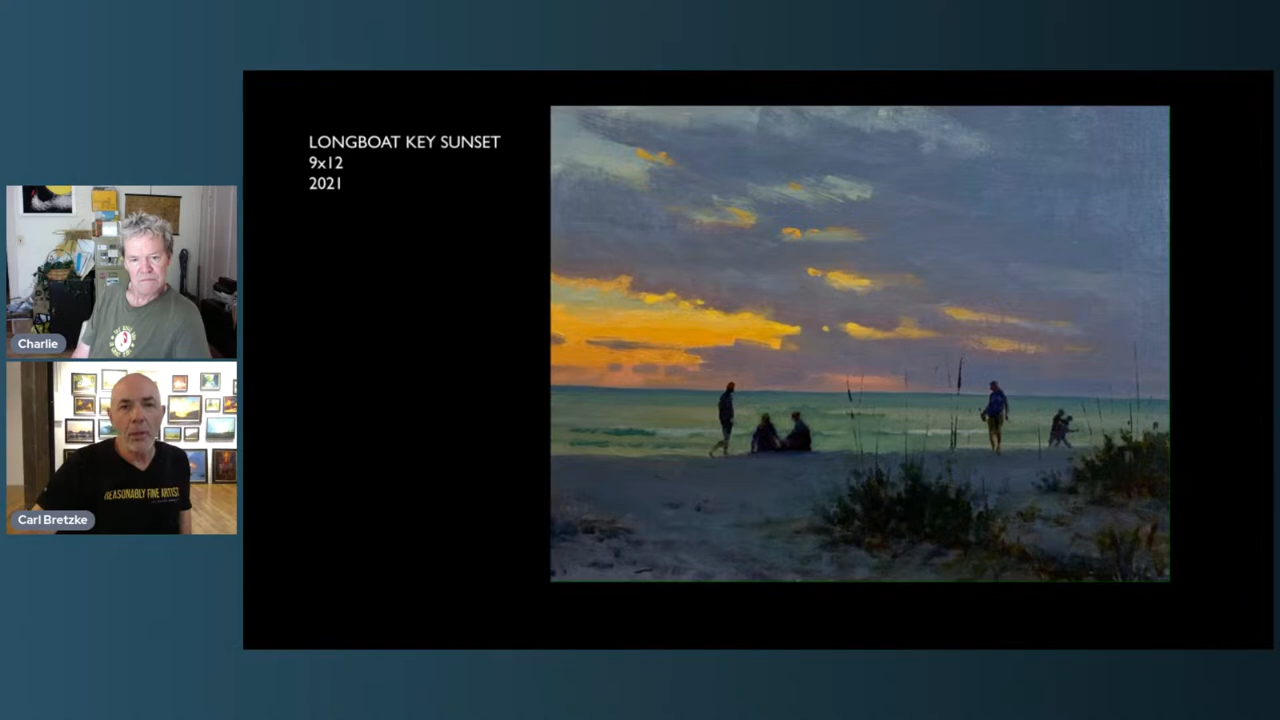 LONGBOAT KEY SUNSET
9x12
2021
Charlie
REASONABLY FINE ARTIST
Carl Bretzke